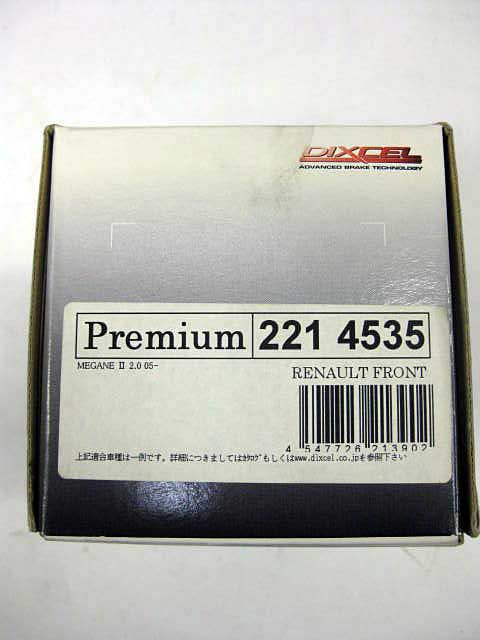 DIXCEL
ADVANCED BRAKE TECHNOLOGY
Premium 221 4535
MEGANE II 2.0 05-
RENAULT FRONT
4 547726 213902
上記適合車種は一例です。詳細につきましてはｶﾀﾛｸﾞもしくはwww.dixcel.co.jpを参照下さい